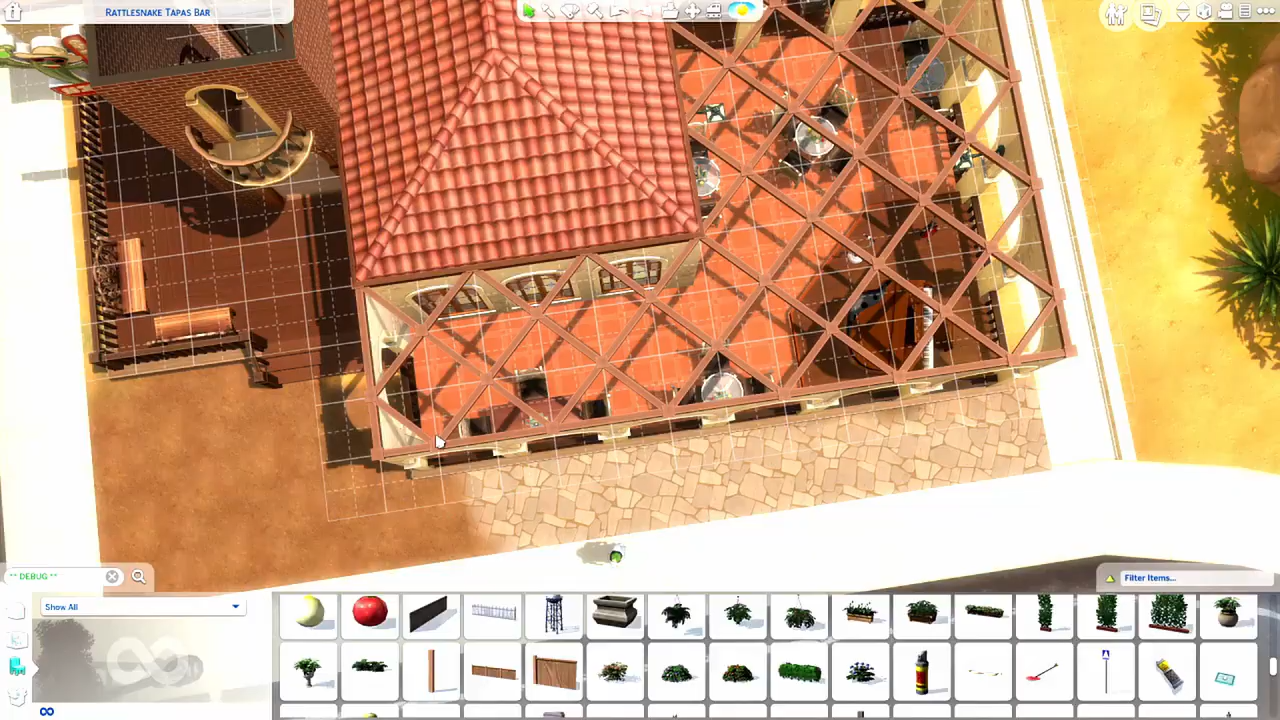 RATTLESNAKE TAPAS BAR
** DEBUG **
Filter Items...
Show All